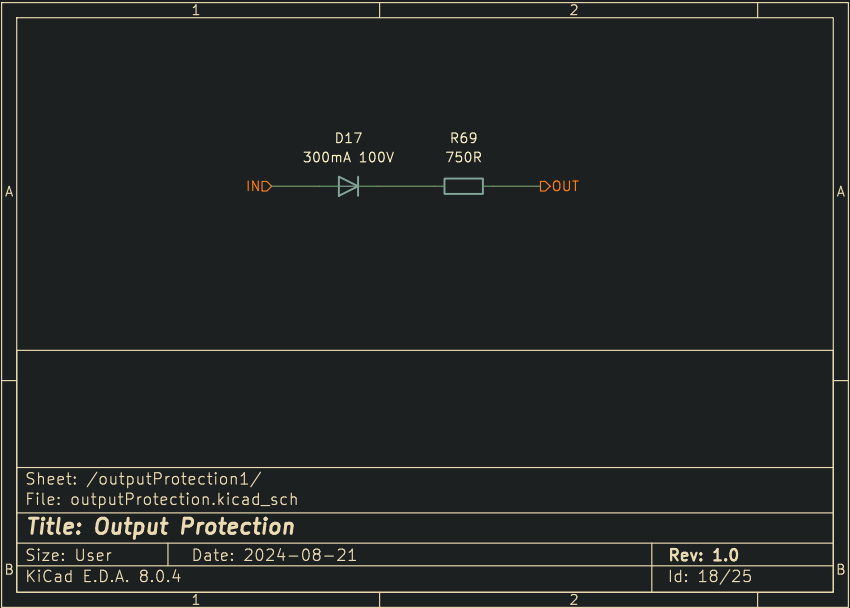 1 2
D17 R69
300mA 100V 750R
IN OUT
A A
Sheet: /outputProtection1/
File: outputProtection.kicad_sch
Title: Output Protection
Size: User Date: 2024-08-21 Rev: 1.0
B B
KiCad E.D.A. 8.0.4 Id: 18/25
1 2